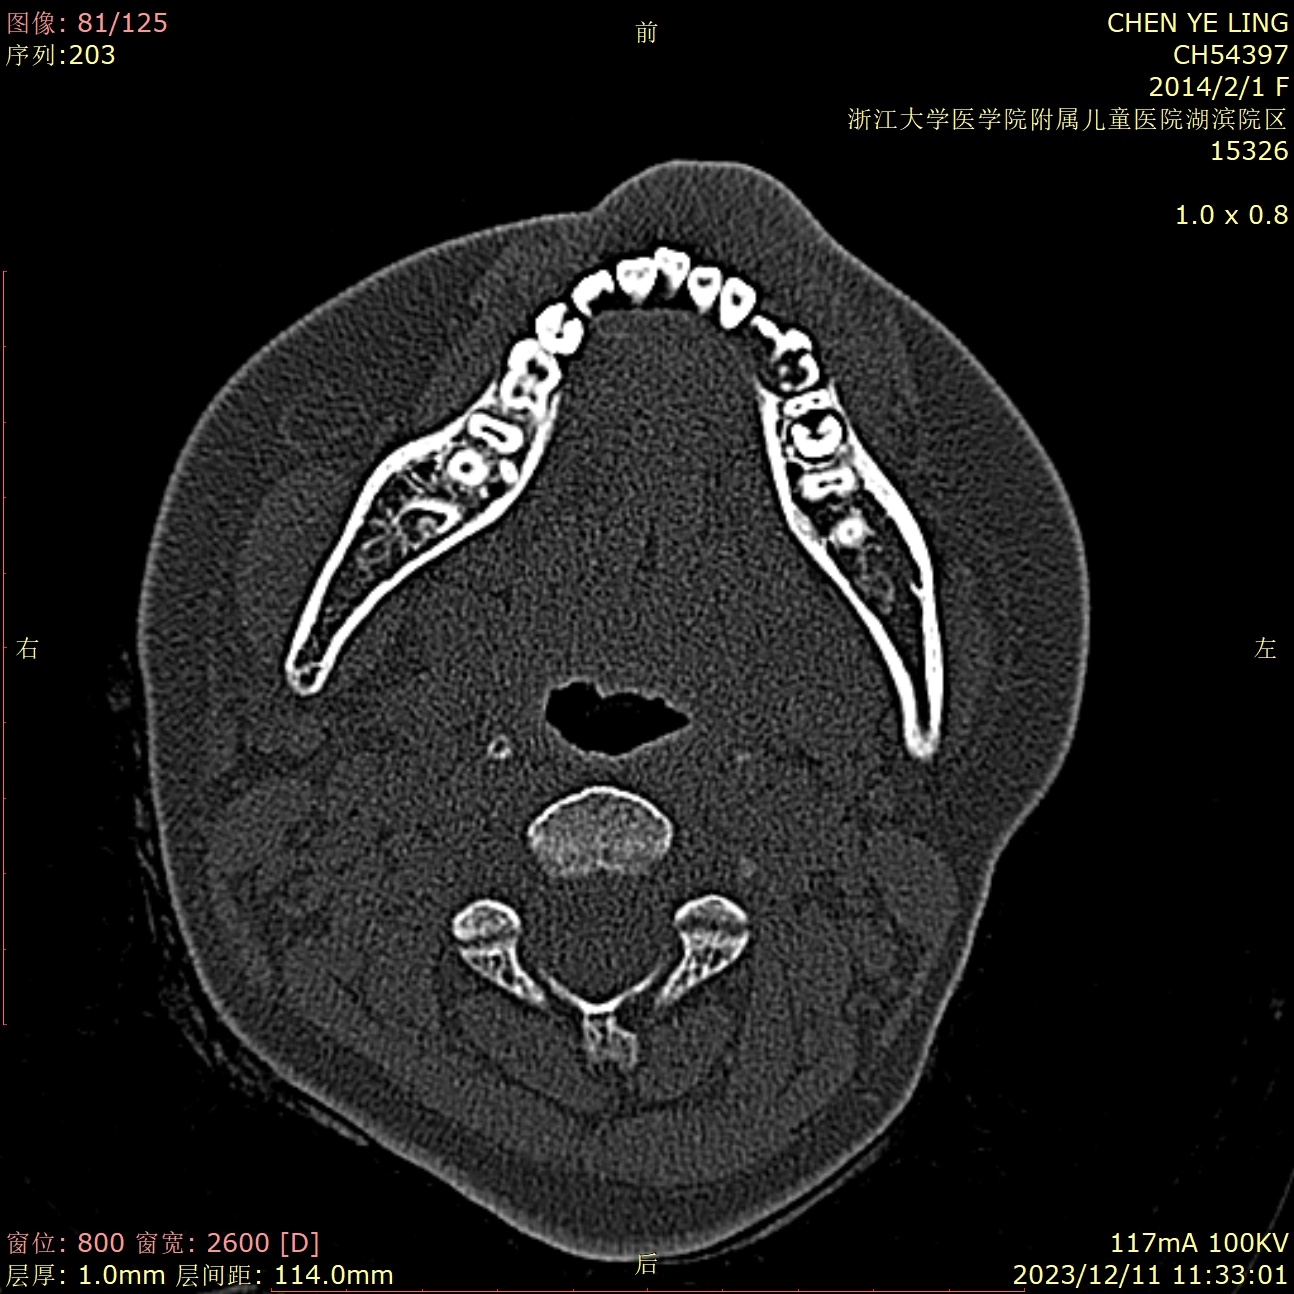 图像: 81/125
序列:203
前
CHEN YE LING
CH54397
2014/2/1 F
浙江大学医学院附属儿童医院湖滨院区
15326
1.0 x 0.8
右
左
窗位: 800 窗宽: 2600 [D]
层厚: 1.0mm 层间距: 114.0mm
后
117mA 100KV
2023/12/11 11:33:01